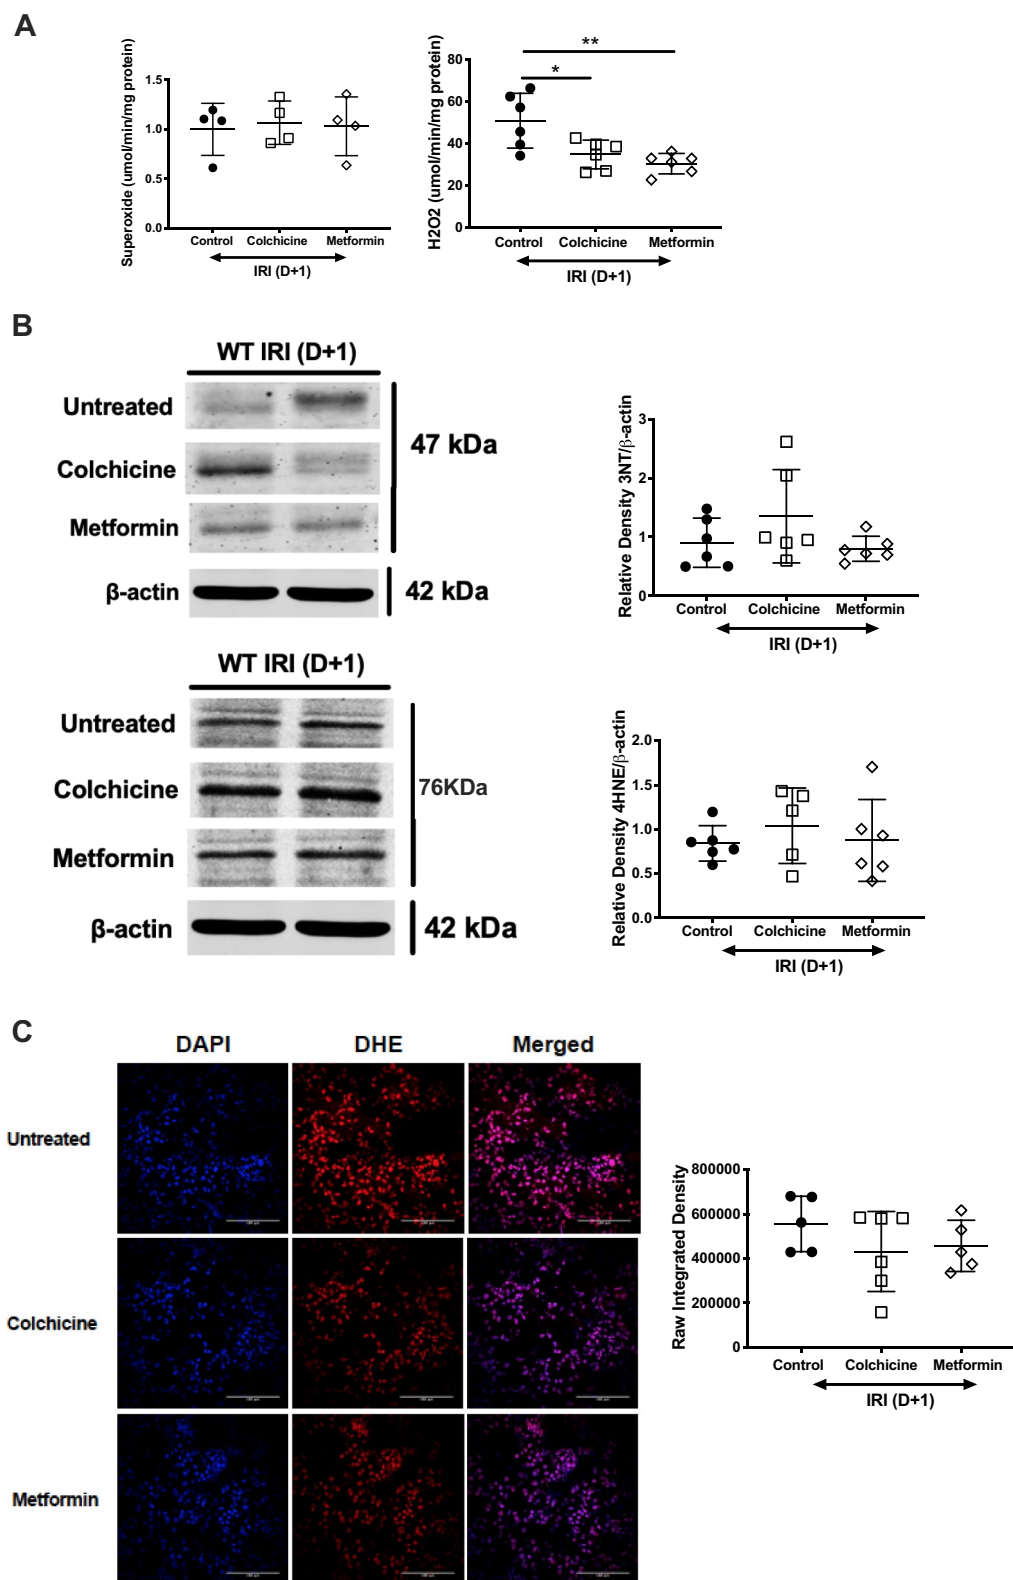 A
Superoxide (umol/min/mg protein)
1.5
1.0
0.5
0.0
Control Colchicine Metformin
IRI (D+1)
H2O2 (umol/min/mg protein)
80
60
40
20
0
**
*
Control Colchicine Metformin
IRI (D+1)
B
WT IRI (D+1)
Untreated
Colchicine
Metformin
47 kDa
β-actin
42 kDa
Relative Density 3NT/β-actin
3
2
1
0
Control Colchicine Metformin
IRI (D+1)
WT IRI (D+1)
Untreated
Colchicine
Metformin
76KDa
β-actin
42 kDa
Relative Density 4HNE/β-actin
2.0
1.5
1.0
0.5
0.0
Control Colchicine Metformin
IRI (D+1)
C
DAPI DHE Merged
Untreated
Colchicine
Metformin
Raw Integrated Density
800000
600000
400000
200000
0
Control Colchicine Metformin
IRI (D+1)